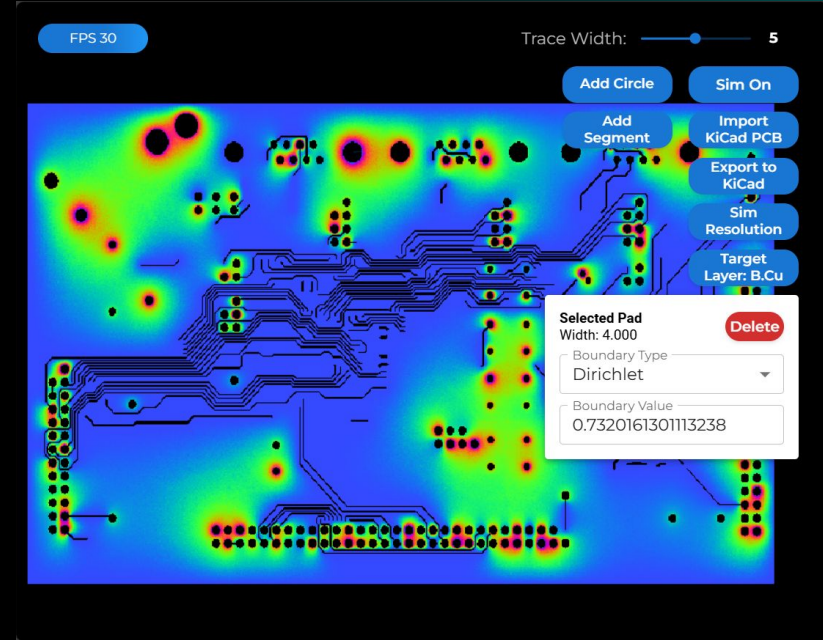 FPS 30
Trace Width:
5
Add Circle
Sim On
Add
Segment
Import
KiCad PCB
Export to
KiCad
Sim
Resolution
Target
Layer: B.Cu
Selected Pad
Width: 4.000
Delete
Boundary Type
Dirichlet
Boundary Value
0.7320161301113238